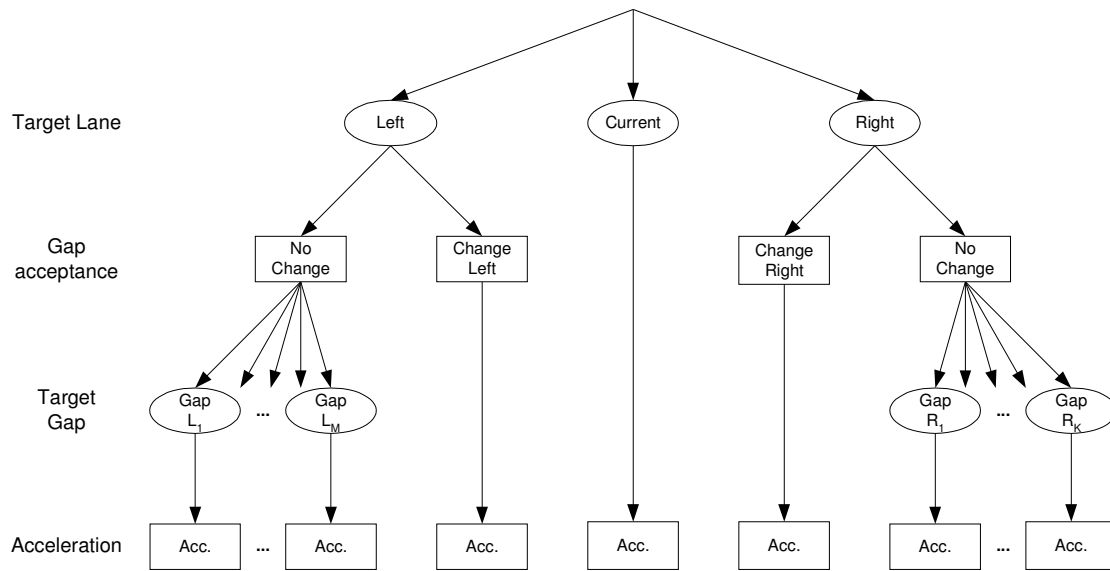 Target Lane
Left
Current
Right
Gap
acceptance
No
Change
Change
Left
Change
Right
No
Change
Target
Gap
Gap
L1
...
Gap
LM
Gap
R1
...
Gap
RK
Acceleration
Acc.
...
Acc.
Acc.
Acc.
Acc.
Acc.
...
Acc.